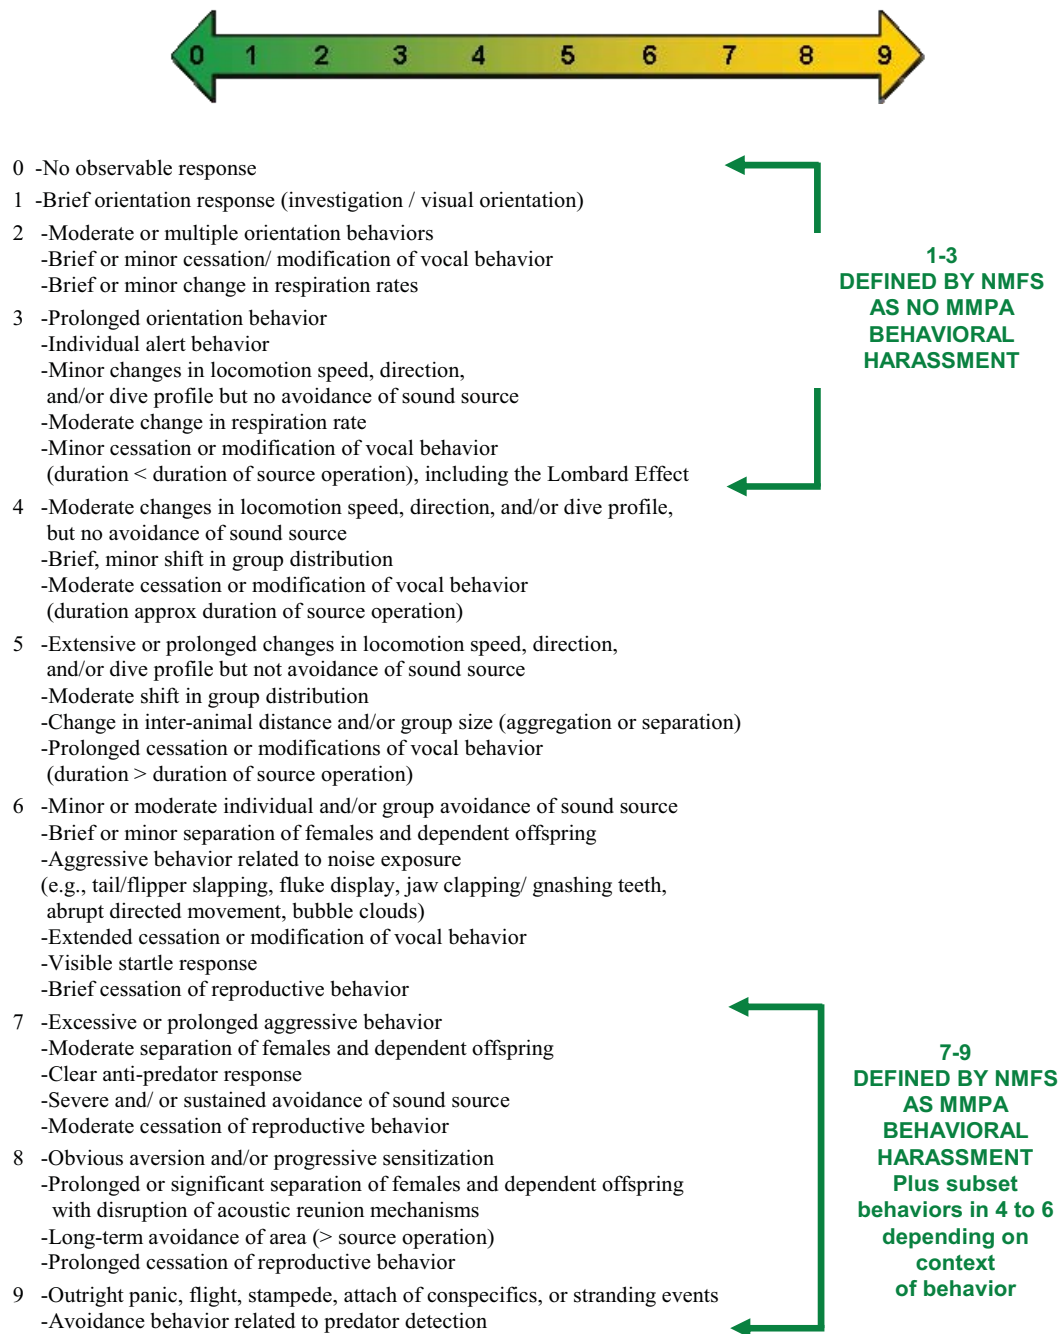 0 1 2 3 4 5 6 7 8 9
0 -No observable response
1 -Brief orientation response (investigation / visual orientation)
2 -Moderate or multiple orientation behaviors
-Brief or minor cessation/ modification of vocal behavior
-Brief or minor change in respiration rates
3 -Prolonged orientation behavior
-Individual alert behavior
-Minor changes in locomotion speed, direction,
and/or dive profile but no avoidance of sound source
-Moderate change in respiration rate
-Minor cessation or modification of vocal behavior
(duration < duration of source operation), including the Lombard Effect
1-3
DEFINED BY NMFS
AS NO MMPA
BEHAVIORAL
HARASSMENT
4 -Moderate changes in locomotion speed, direction, and/or dive profile,
but no avoidance of sound source
-Brief, minor shift in group distribution
-Moderate cessation or modification of vocal behavior
(duration approx duration of source operation)
5 -Extensive or prolonged changes in locomotion speed, direction,
and/or dive profile but not avoidance of sound source
-Moderate shift in group distribution
-Change in inter-animal distance and/or group size (aggregation or separation)
-Prolonged cessation or modifications of vocal behavior
(duration > duration of source operation)
6 -Minor or moderate individual and/or group avoidance of sound source
-Brief or minor separation of females and dependent offspring
-Aggressive behavior related to noise exposure
(e.g., tail/flipper slapping, fluke display, jaw clapping/ gnashing teeth,
abrupt directed movement, bubble clouds)
-Extended cessation or modification of vocal behavior
-Visible startle response
-Brief cessation of reproductive behavior
7 -Excessive or prolonged aggressive behavior
-Moderate separation of females and dependent offspring
-Clear anti-predator response
-Severe and/ or sustained avoidance of sound source
-Moderate cessation of reproductive behavior
8 -Obvious aversion and/or progressive sensitization
-Prolonged or significant separation of females and dependent offspring
with disruption of acoustic reunion mechanisms
-Long-term avoidance of area (> source operation)
-Prolonged cessation of reproductive behavior
9 -Outright panic, flight, stampede, attach of conspecifics, or stranding events
-Avoidance behavior related to predator detection
7-9
DEFINED BY NMFS
AS MMPA
BEHAVIORAL
HARASSMENT
Plus subset
behaviors in 4 to 6
depending on
context
of behavior